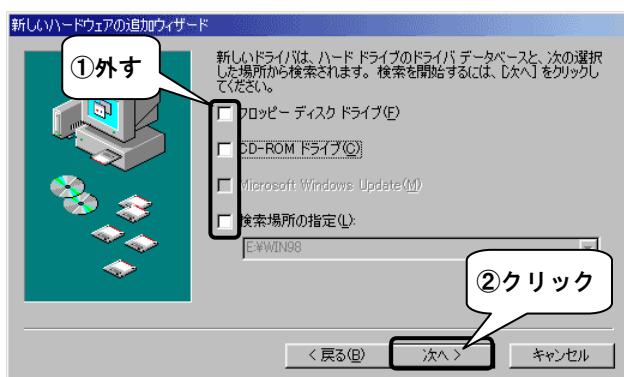 新しいハードウェアの追加ウィザード
①外す
新しいドライバは、ハード ドライブのドライバ データベースと、次の選択
した場所から検索されます。検索を開始するには、[次へ] をクリックし
てください。
フロッピー ディスク ドライブ(F)
CD-ROM ドライブ(C)
Microsoft Windows Update(M)
検索場所の指定(L):
E:¥WIN98
②クリック
< 戻る(B)
次へ >
キャンセル